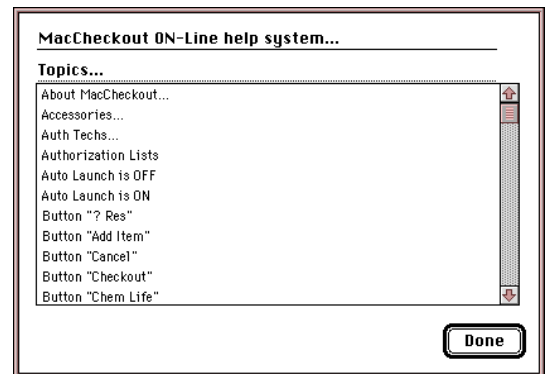 MacCheckout ON-Line help system...
Topics...
About MacCheckout...
Accessories...
Auth Techs...
Authorization Lists
Auto Launch is OFF
Auto Launch is ON
Button "? Res"
Button "Add Item"
Button "Cancel"
Button "Checkout"
Button "Chem Life"
Done